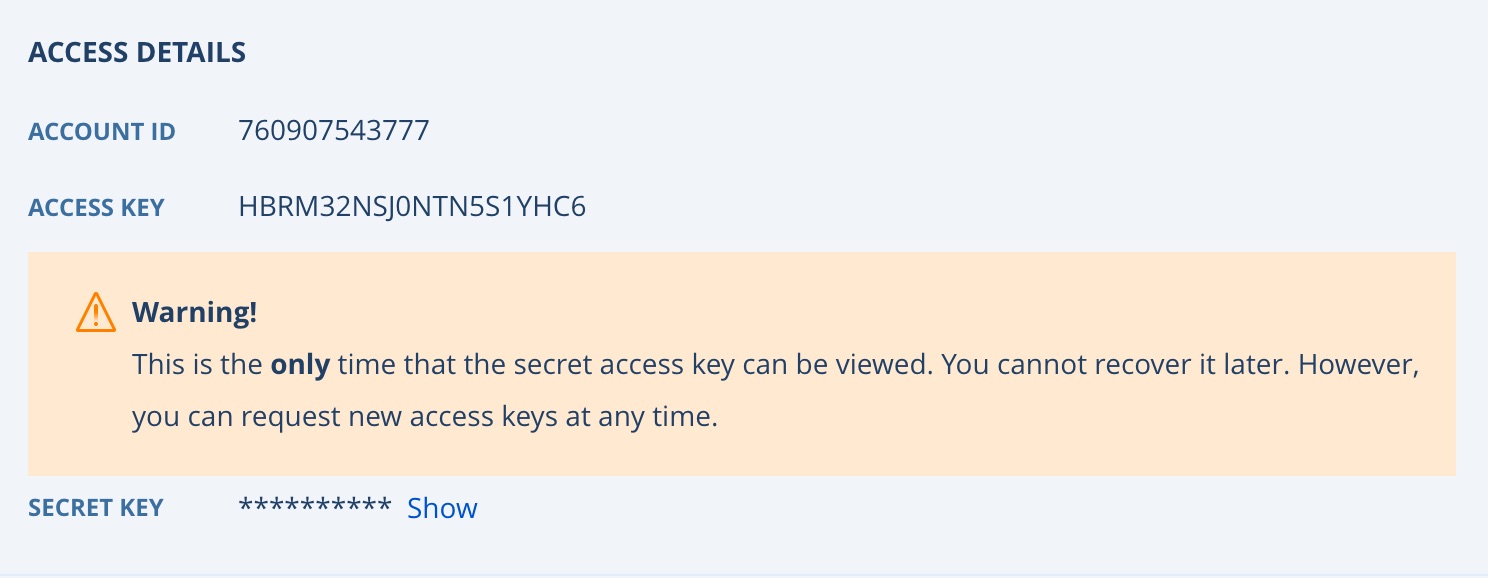 ACCESS DETAILS
ACCOUNT ID 760907543777
ACCESS KEY HBRM32NSJ0NTN5S1YHC6
Warning!
This is the only time that the secret access key can be viewed. You cannot recover it later. However,
you can request new access keys at any time.
SECRET KEY ********** Show